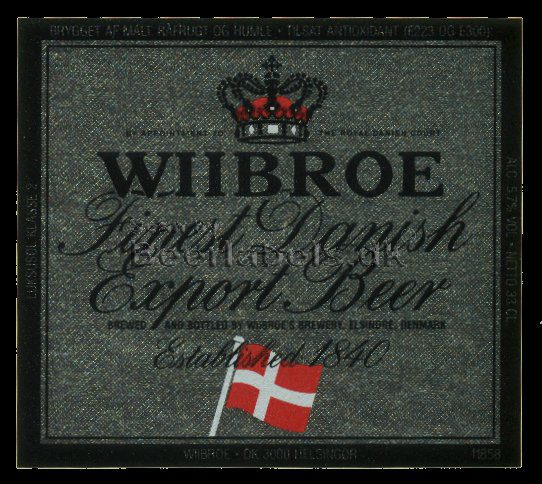 BRYGGET AF MALT, RÅFRUGT OG HUMLE • TILSAT ANTIOXIDANT (E223 OG E300)
BY APPOINTMENT TO THE ROYAL DANISH COURT
WIIBROE
Finest Danish
Beerlabels.dk
Export Beer
BREWED AND BOTTLED BY WIIBROE'S BREWERY, ELSINORE, DENMARK
Established 1840
WIIBROE • DK 3000 HELSINGØR
11858
LUKSUSØL KLASSE 2
ALC. 5,7% VOL. • NETTO 33 CL